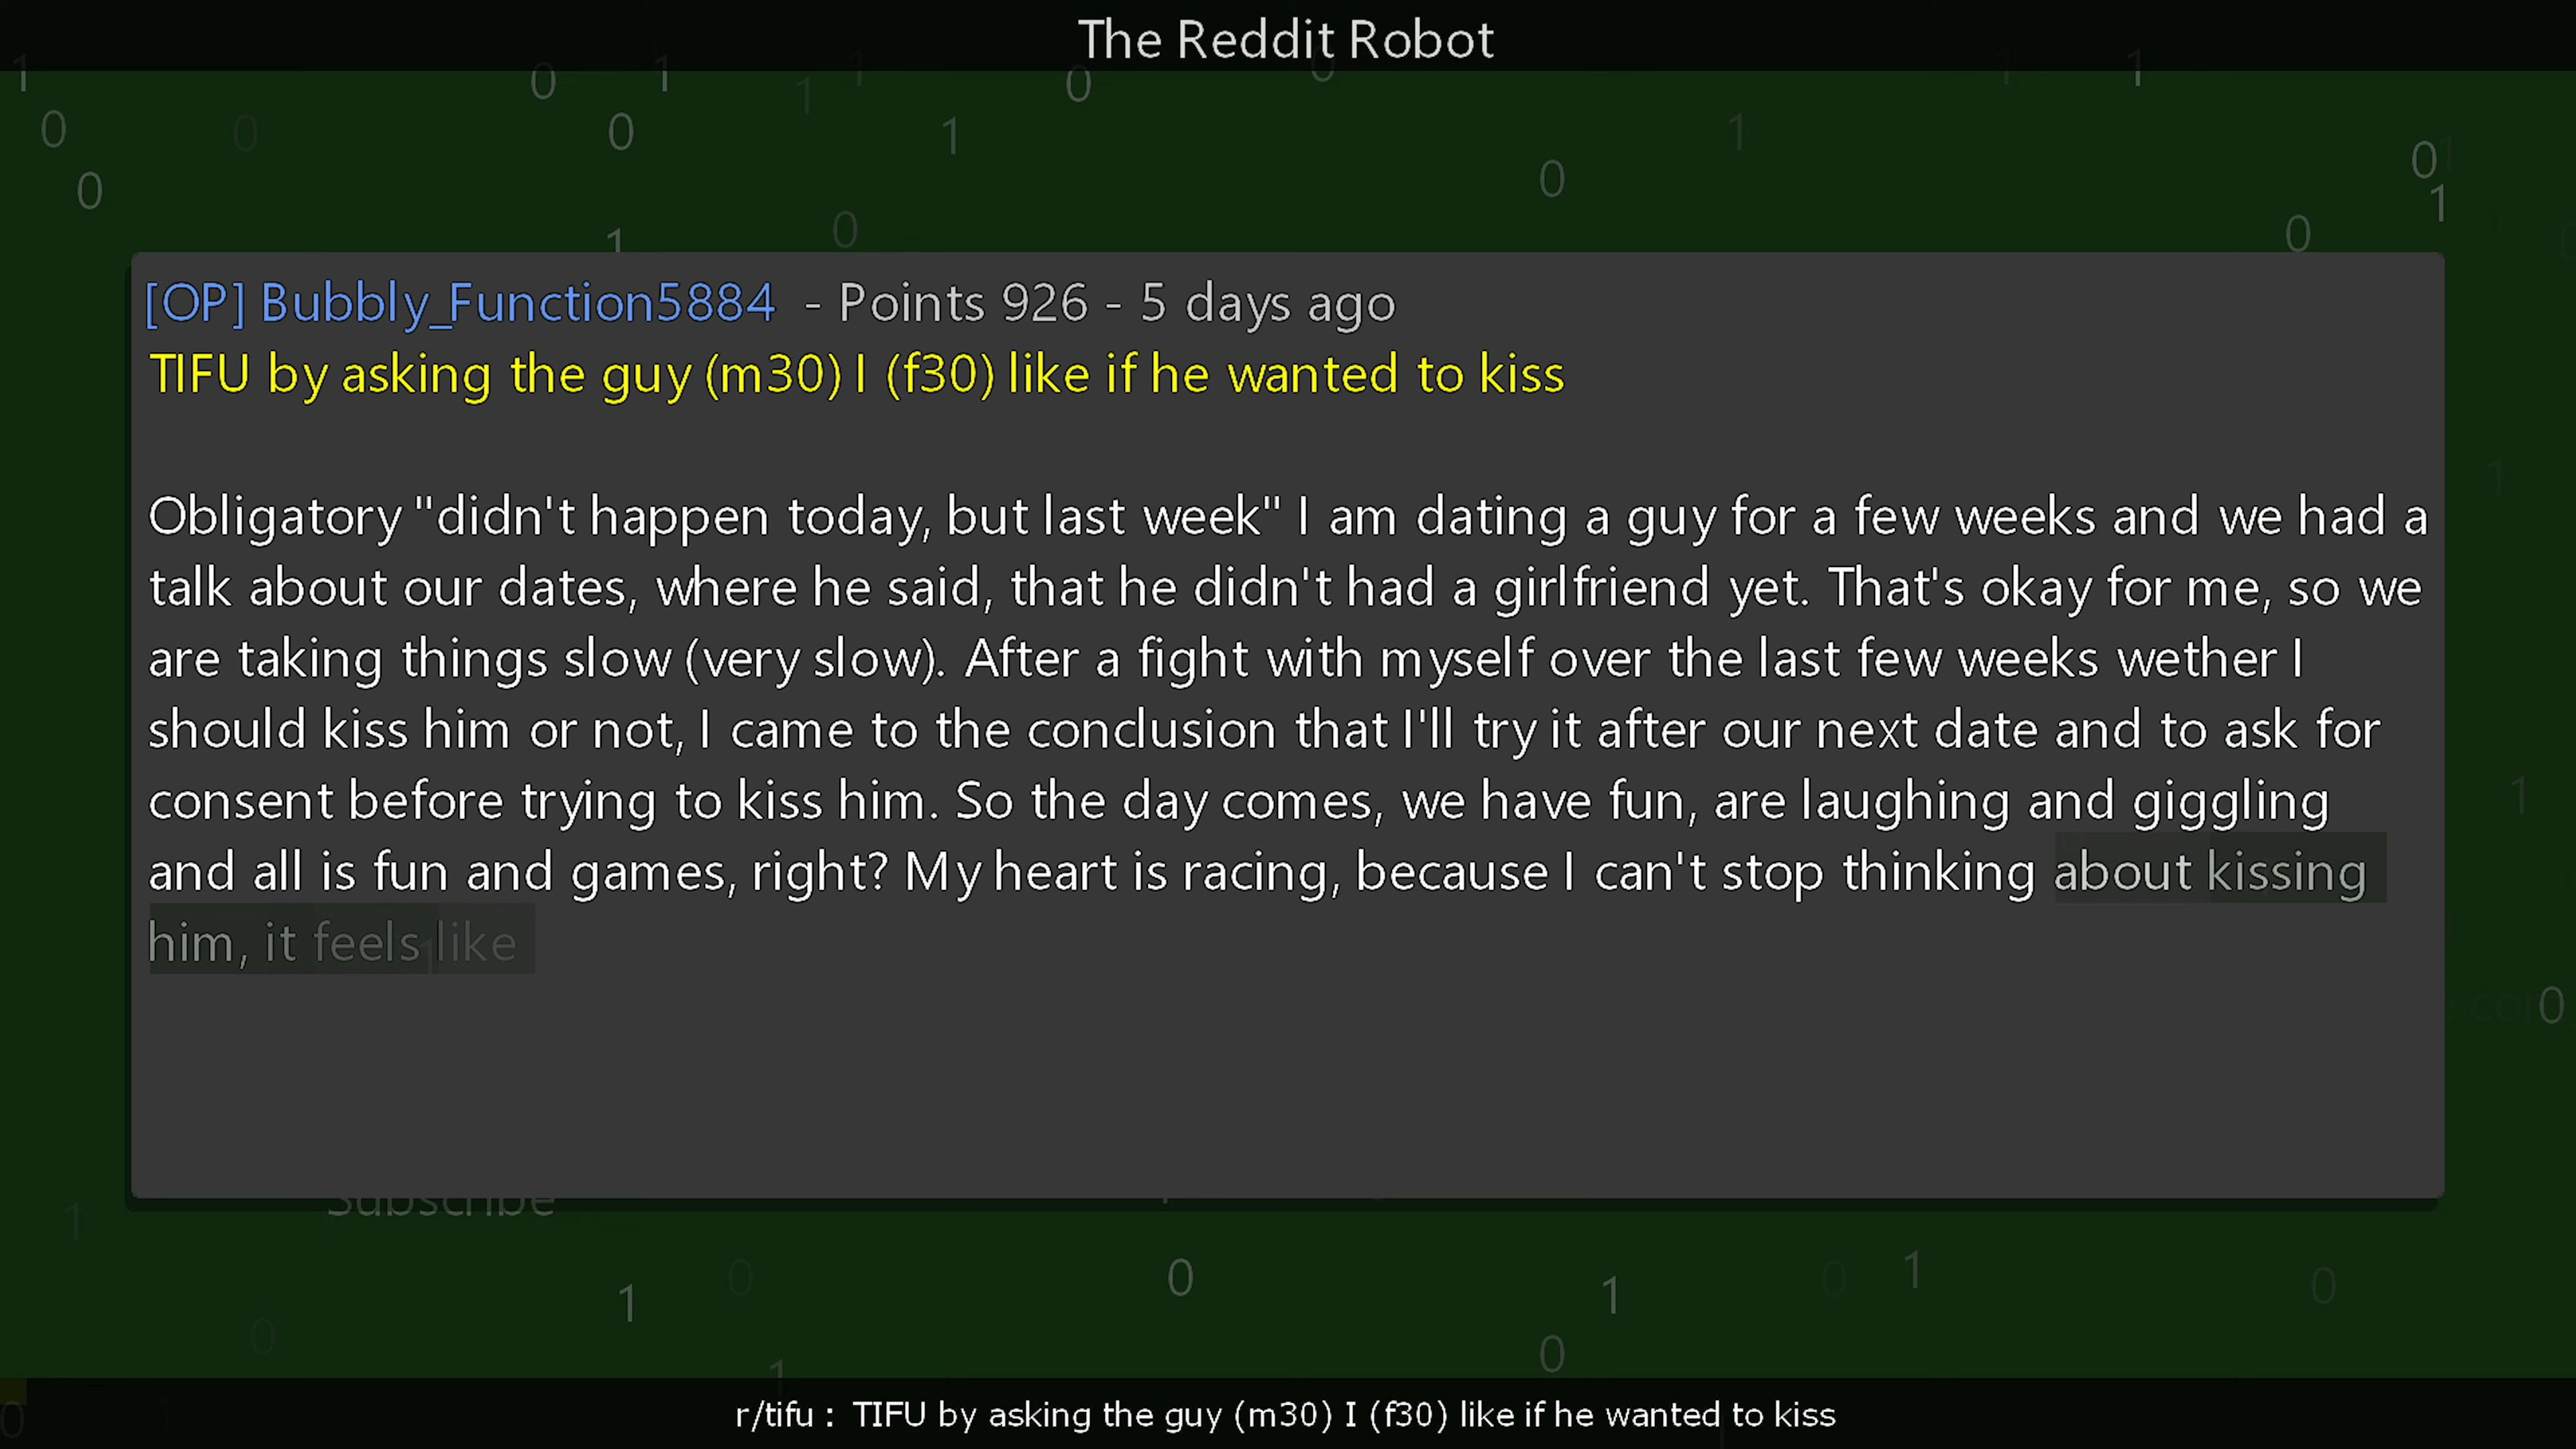 The Reddit Robot
[OP] Bubbly_Function5884 - Points 926 - 5 days ago
TIFU by asking the guy (m30) I (f30) like if he wanted to kiss
Obligatory "didn't happen today, but last week" I am dating a guy for a few weeks and we had a
talk about our dates, where he said, that he didn't had a girlfriend yet. That's okay for me, so we
are taking things slow (very slow). After a fight with myself over the last few weeks wether I
should kiss him or not, I came to the conclusion that I'll try it after our next date and to ask for
consent before trying to kiss him. So the day comes, we have fun, are laughing and giggling
and all is fun and games, right? My heart is racing, because I can't stop thinking about kissing
him, it feels like
Subscribe
r/tifu : TIFU by asking the guy (m30) I (f30) like if he wanted to kiss